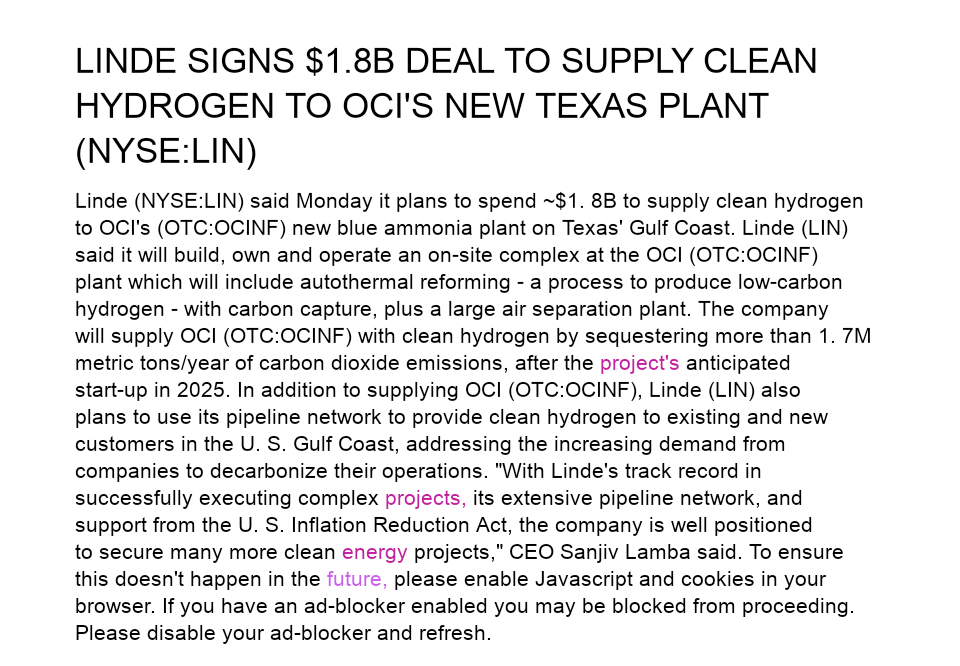 LINDE SIGNS $1.8B DEAL TO SUPPLY CLEAN
HYDROGEN TO OCI'S NEW TEXAS PLANT
(NYSE:LIN)
Linde (NYSE:LIN) said Monday it plans to spend ~$1. 8B to supply clean hydrogen
to OCI's (OTC:OCINF) new blue ammonia plant on Texas' Gulf Coast. Linde (LIN)
said it will build, own and operate an on-site complex at the OCI (OTC:OCINF)
plant which will include autothermal reforming - a process to produce low-carbon
hydrogen - with carbon capture, plus a large air separation plant. The company
will supply OCI (OTC:OCINF) with clean hydrogen by sequestering more than 1. 7M
metric tons/year of carbon dioxide emissions, after the project's anticipated
start-up in 2025. In addition to supplying OCI (OTC:OCINF), Linde (LIN) also
plans to use its pipeline network to provide clean hydrogen to existing and new
customers in the U. S. Gulf Coast, addressing the increasing demand from
companies to decarbonize their operations. "With Linde's track record in
successfully executing complex projects, its extensive pipeline network, and
support from the U. S. Inflation Reduction Act, the company is well positioned
to secure many more clean energy projects," CEO Sanjiv Lamba said. To ensure
this doesn't happen in the future, please enable Javascript and cookies in your
browser. If you have an ad-blocker enabled you may be blocked from proceeding.
Please disable your ad-blocker and refresh.